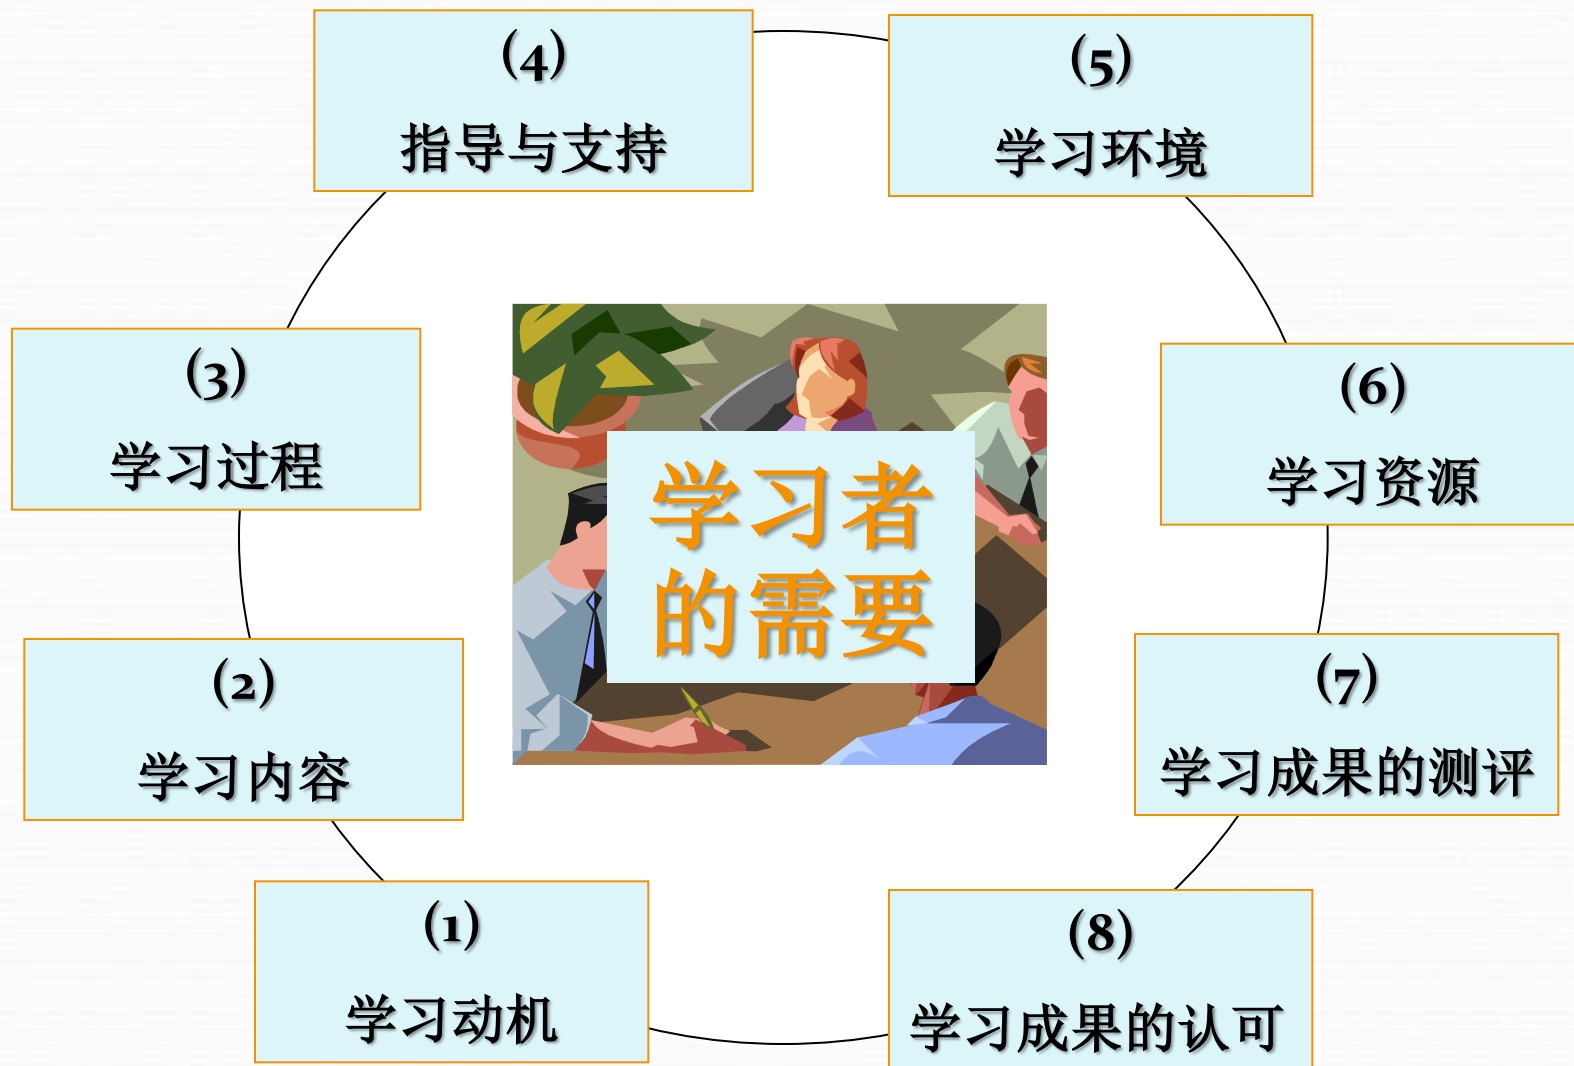 (4)
指导与支持
(5)
学习环境
(3)
学习过程
(6)
学习资源
学习者
的需要
(2)
学习内容
(7)
学习成果的测评
(1)
学习动机
(8)
学习成果的认可